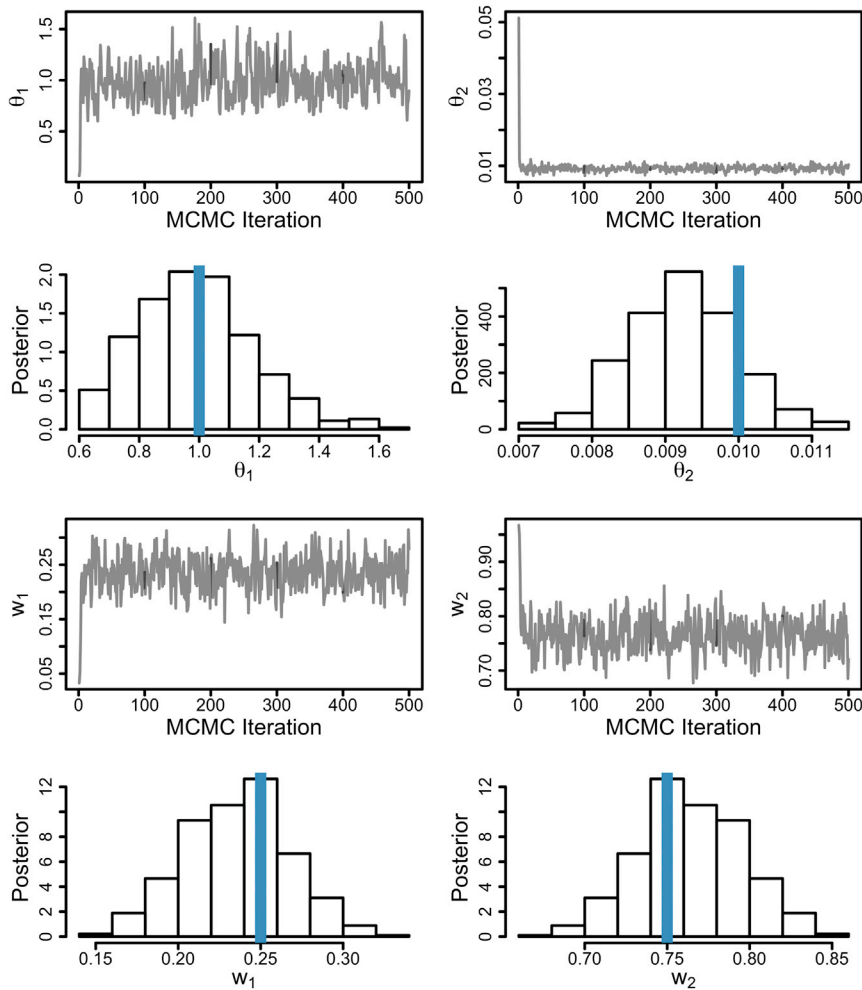 θ1
0.5 1.0 1.5
0 100 200 300 400 500
MCMC Iteration
θ2
0.01 0.03 0.05
0 100 200 300 400 500
MCMC Iteration
Posterior
0.0 0.5 1.0 1.5 2.0
0.6 0.8 1.0 1.2 1.4 1.6
θ1
Posterior
0 200 400
0.007 0.008 0.009 0.010 0.011
θ2
w1
0.05 0.15 0.25
0 100 200 300 400 500
MCMC Iteration
w2
0.70 0.80 0.90
0 100 200 300 400 500
MCMC Iteration
Posterior
0 2 4 6 8 12
0.15 0.20 0.25 0.30
w1
Posterior
0 2 4 6 8 12
0.70 0.75 0.80 0.85
w2